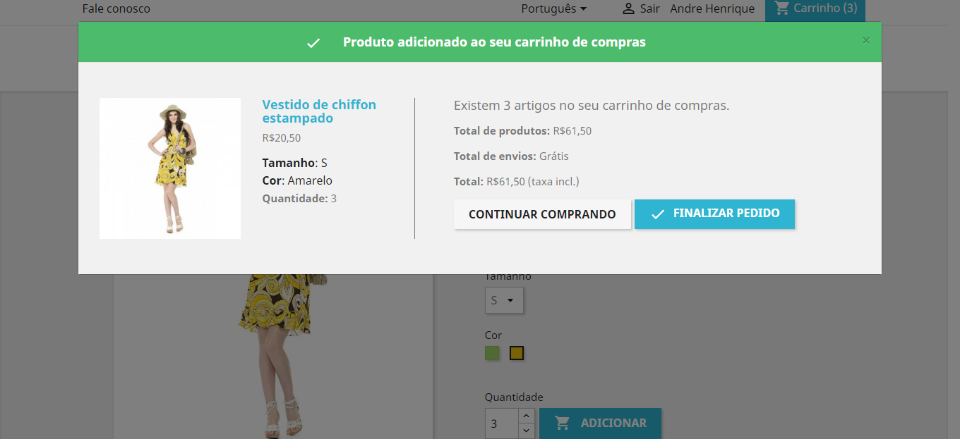 Fale conosco
Português
Sair
Andre Henrique
Carrinho (3)
Produto adicionado ao seu carrinho de compras
×
Vestido de chiffon
estampado
R$20,50
Tamanho: S
Cor: Amarelo
Quantidade: 3
Existem 3 artigos no seu carrinho de compras.
Total de produtos: R$61,50
Total de envios: Grátis
Total: R$61,50 (taxa incl.)
CONTINUAR COMPRANDO
FINALIZAR PEDIDO
Tamanho
S
Cor
Quantidade
3
ADICIONAR